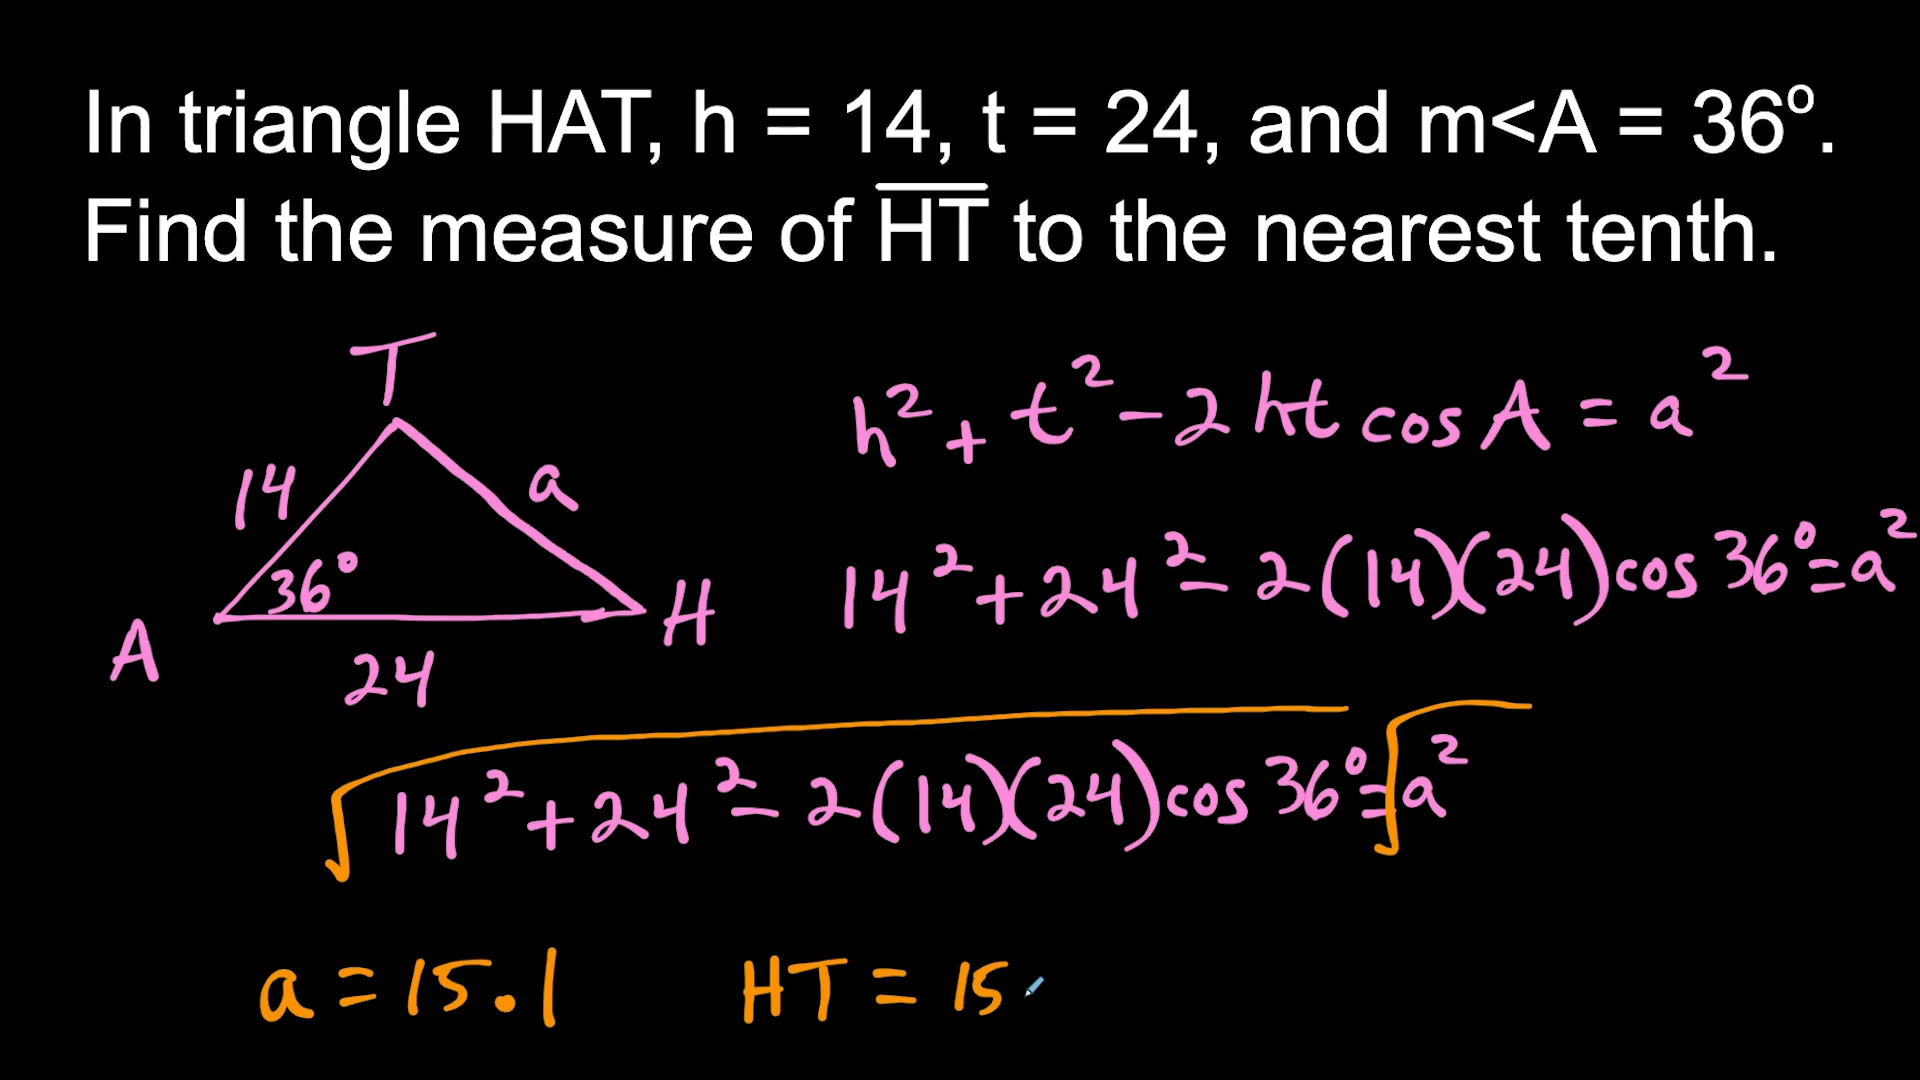 In triangle HAT, h = 14, t = 24, and m<A = 36º.
Find the measure of HT to the nearest tenth.
T
14
a
36°
A
H
24
h² + t² - 2ht cos A = a²
14² + 24² - 2(14)(24)cos 36° = a²
√14² + 24² - 2(14)(24)cos 36° = √a²
a = 15.1
HT = 15